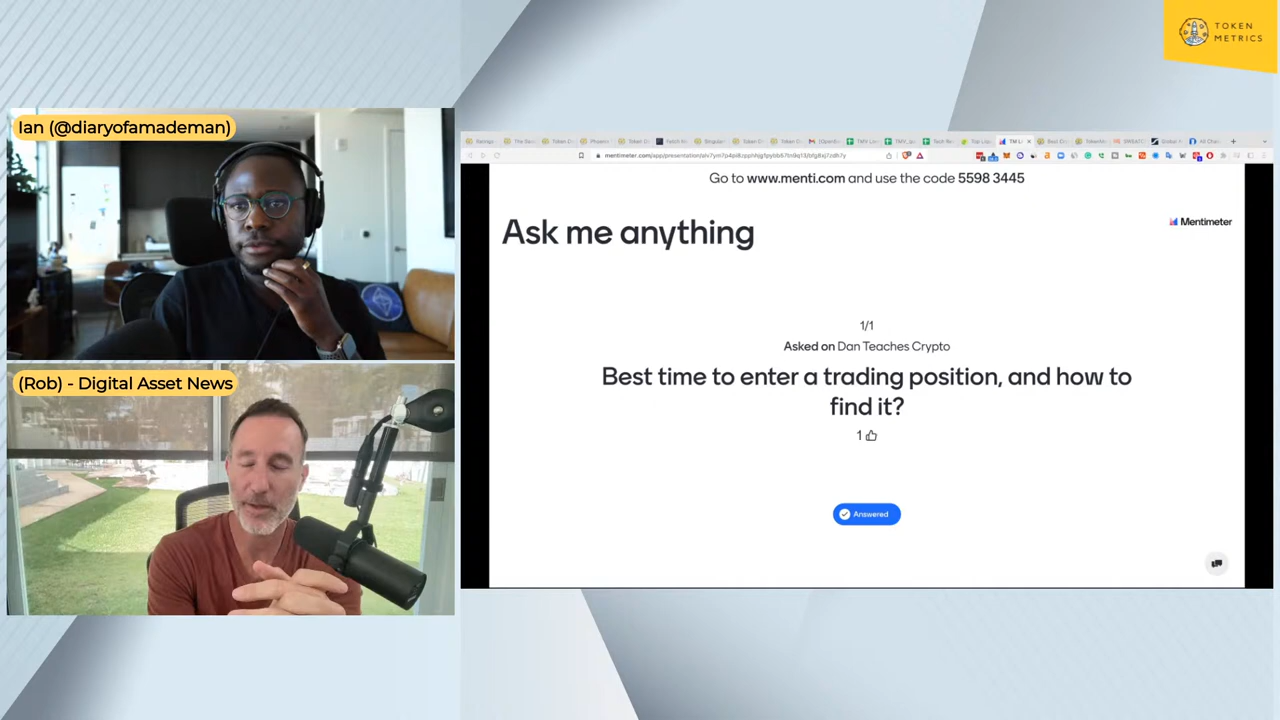 TOKEN
METRICS
Ian (@diaryofamademan)
(Rob) - Digital Asset News
Go to www.menti.com and use the code 5598 3445
Ask me anything
Mentimeter
1/1
Asked on Dan Teaches Crypto
Best time to enter a trading position, and how to
find it?
1
Answered